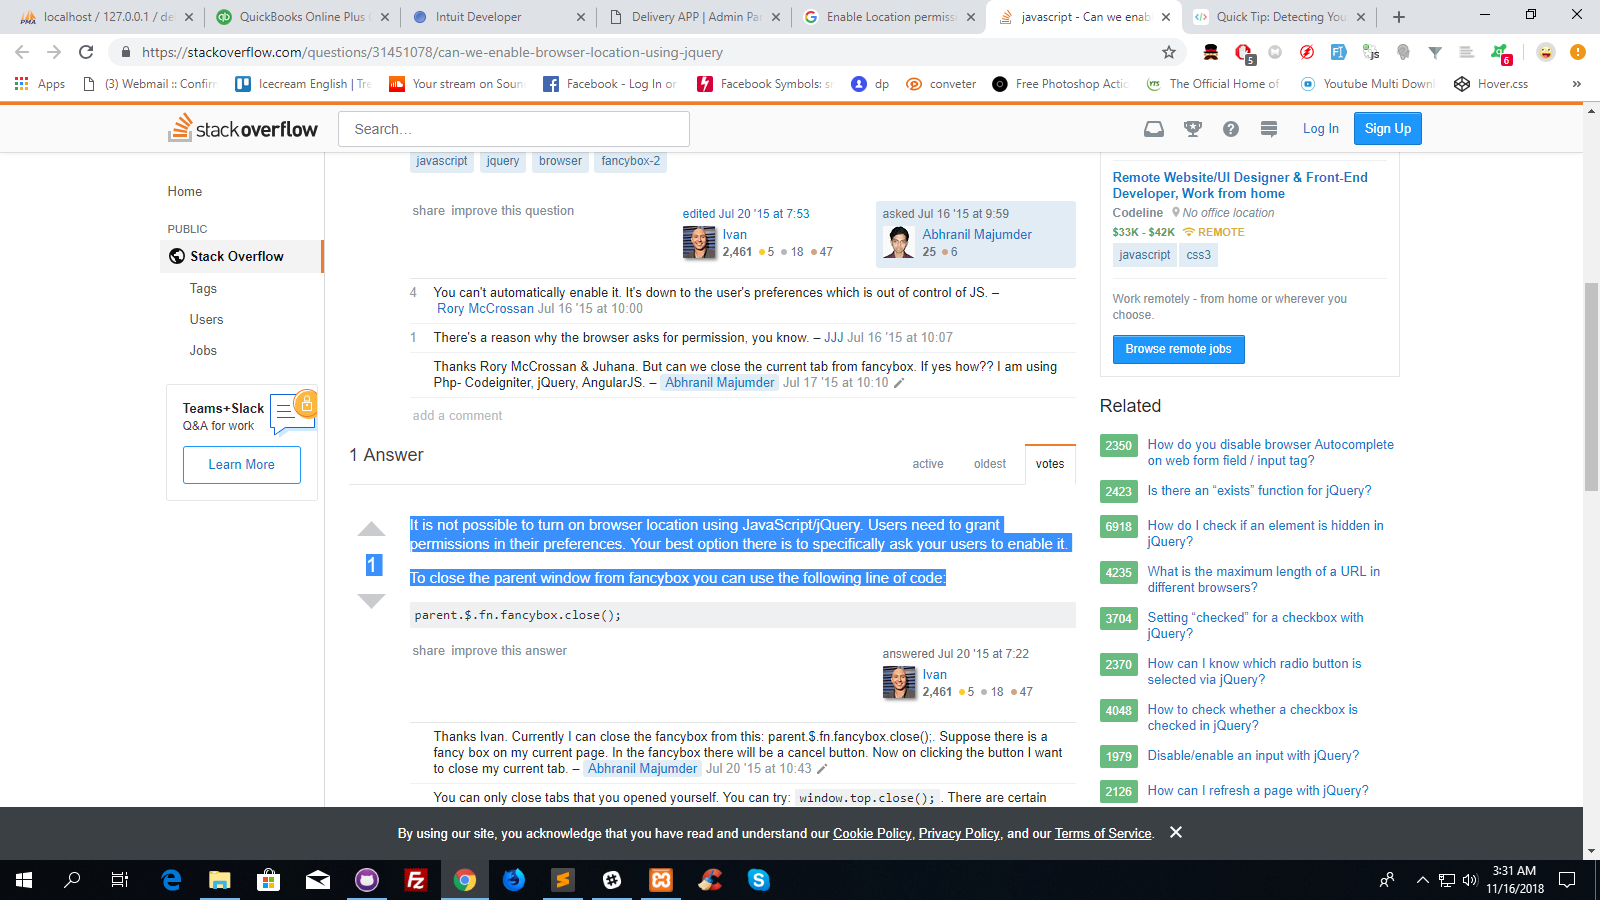 localhost / 127.0.0.1 / de
QuickBooks Online Plus
Intuit Developer
Delivery APP | Admin Par
Enable Location permiss
javascript - Can we enab
Quick Tip: Detecting You
https://stackoverflow.com/questions/31451078/can-we-enable-browser-location-using-jquery
5
6
Apps
(3) Webmail :: Confirm
Icecream English | Tre
Your stream on Soun
Facebook - Log In or
Facebook Symbols: sm
dp
conveter
Free Photoshop Actic
The Official Home of
Youtube Multi Downl
Hover.css
»
stackoverflow
Search…
Log In
Sign Up
Home
PUBLIC
Stack Overflow
Tags
Users
Jobs
Teams+Slack
Q&A for work
Learn More
javascript jquery browser fancybox-2
share improve this question
edited Jul 20 '15 at 7:53
Ivan
2,461 5 18 47
asked Jul 16 '15 at 9:59
Abhranil Majumder
25 6
4 You can't automatically enable it. It's down to the user's preferences which is out of control of JS. –
Rory McCrossan Jul 16 '15 at 10:00
1 There's a reason why the browser asks for permission, you know. – JJJ Jul 16 '15 at 10:07
Thanks Rory McCrossan & Juhana. But can we close the current tab from fancybox. If yes how?? I am using
Php- Codeigniter, jQuery, AngularJS. – Abhranil Majumder Jul 17 '15 at 10:10
add a comment
1 Answer
active oldest votes
It is not possible to turn on browser location using JavaScript/jQuery. Users need to grant
permissions in their preferences. Your best option there is to specifically ask your users to enable it.
1
To close the parent window from fancybox you can use the following line of code:
parent.$.fn.fancybox.close();
share improve this answer
answered Jul 20 '15 at 7:22
Ivan
2,461 5 18 47
Thanks Ivan. Currently I can close the fancybox from this: parent.$.fn.fancybox.close();. Suppose there is a
fancy box on my current page. In the fancybox there will be a cancel button. Now on clicking the button I want
to close my current tab. – Abhranil Majumder Jul 20 '15 at 10:43
You can only close tabs that you opened yourself. You can try: window.top.close(); . There are certain
Remote Website/UI Designer & Front-End
Developer, Work from home
Codeline No office location
$33K - $42K REMOTE
javascript css3
Work remotely - from home or wherever you
choose.
Browse remote jobs
Related
2350 How do you disable browser Autocomplete
on web form field / input tag?
2423 Is there an “exists” function for jQuery?
6918 How do I check if an element is hidden in
jQuery?
4235 What is the maximum length of a URL in
different browsers?
3704 Setting “checked” for a checkbox with
jQuery?
2370 How can I know which radio button is
selected via jQuery?
4048 How to check whether a checkbox is
checked in jQuery?
1979 Disable/enable an input with jQuery?
2126 How can I refresh a page with jQuery?
By using our site, you acknowledge that you have read and understand our Cookie Policy, Privacy Policy, and our Terms of Service.
3:31 AM
11/16/2018